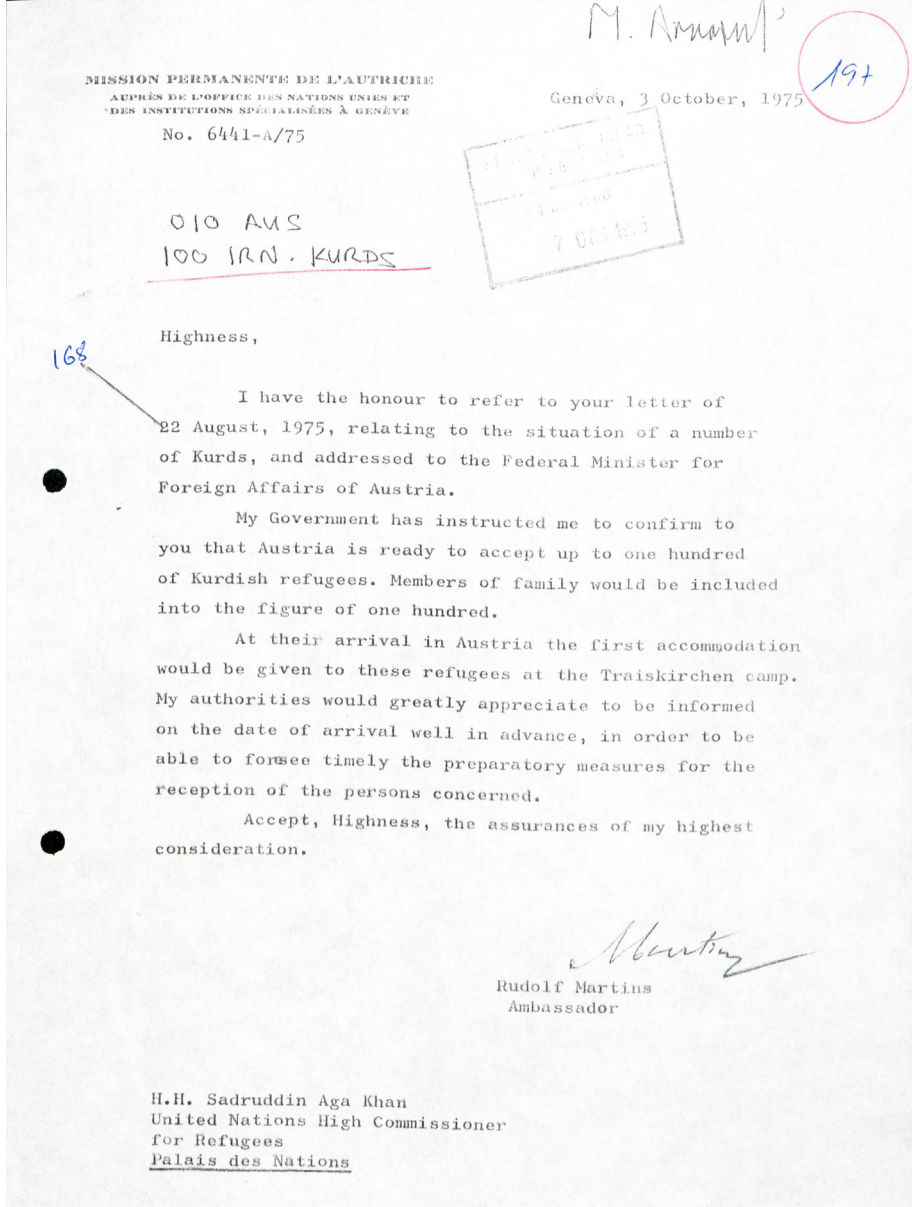 M.
197
MISSION PERMANENTE DE L'AUTRICHE
AUPRÈS DE L'OFFICE DES NATIONS UNIES ET
DES INSTITUTIONS SPÉCIALISÉES À GENÈVE
Geneva, 3 October, 1975
No. 6441-A/75
7 OCT 1975
010 AUS
100 IRN. KURDS
Highness,
168
I have the honour to refer to your letter of
22 August, 1975, relating to the situation of a number
of Kurds, and addressed to the Federal Minister for
Foreign Affairs of Austria.
My Government has instructed me to confirm to
you that Austria is ready to accept up to one hundred
of Kurdish refugees. Members of family would be included
into the figure of one hundred.
At their arrival in Austria the first accommodation
would be given to these refugees at the Traiskirchen camp.
My authorities would greatly appreciate to be informed
on the date of arrival well in advance, in order to be
able to foresee timely the preparatory measures for the
reception of the persons concerned.
Accept, Highness, the assurances of my highest
consideration.
Martins
Rudolf Martins
Ambassador
H.H. Sadruddin Aga Khan
United Nations High Commissioner
for Refugees
Palais des Nations